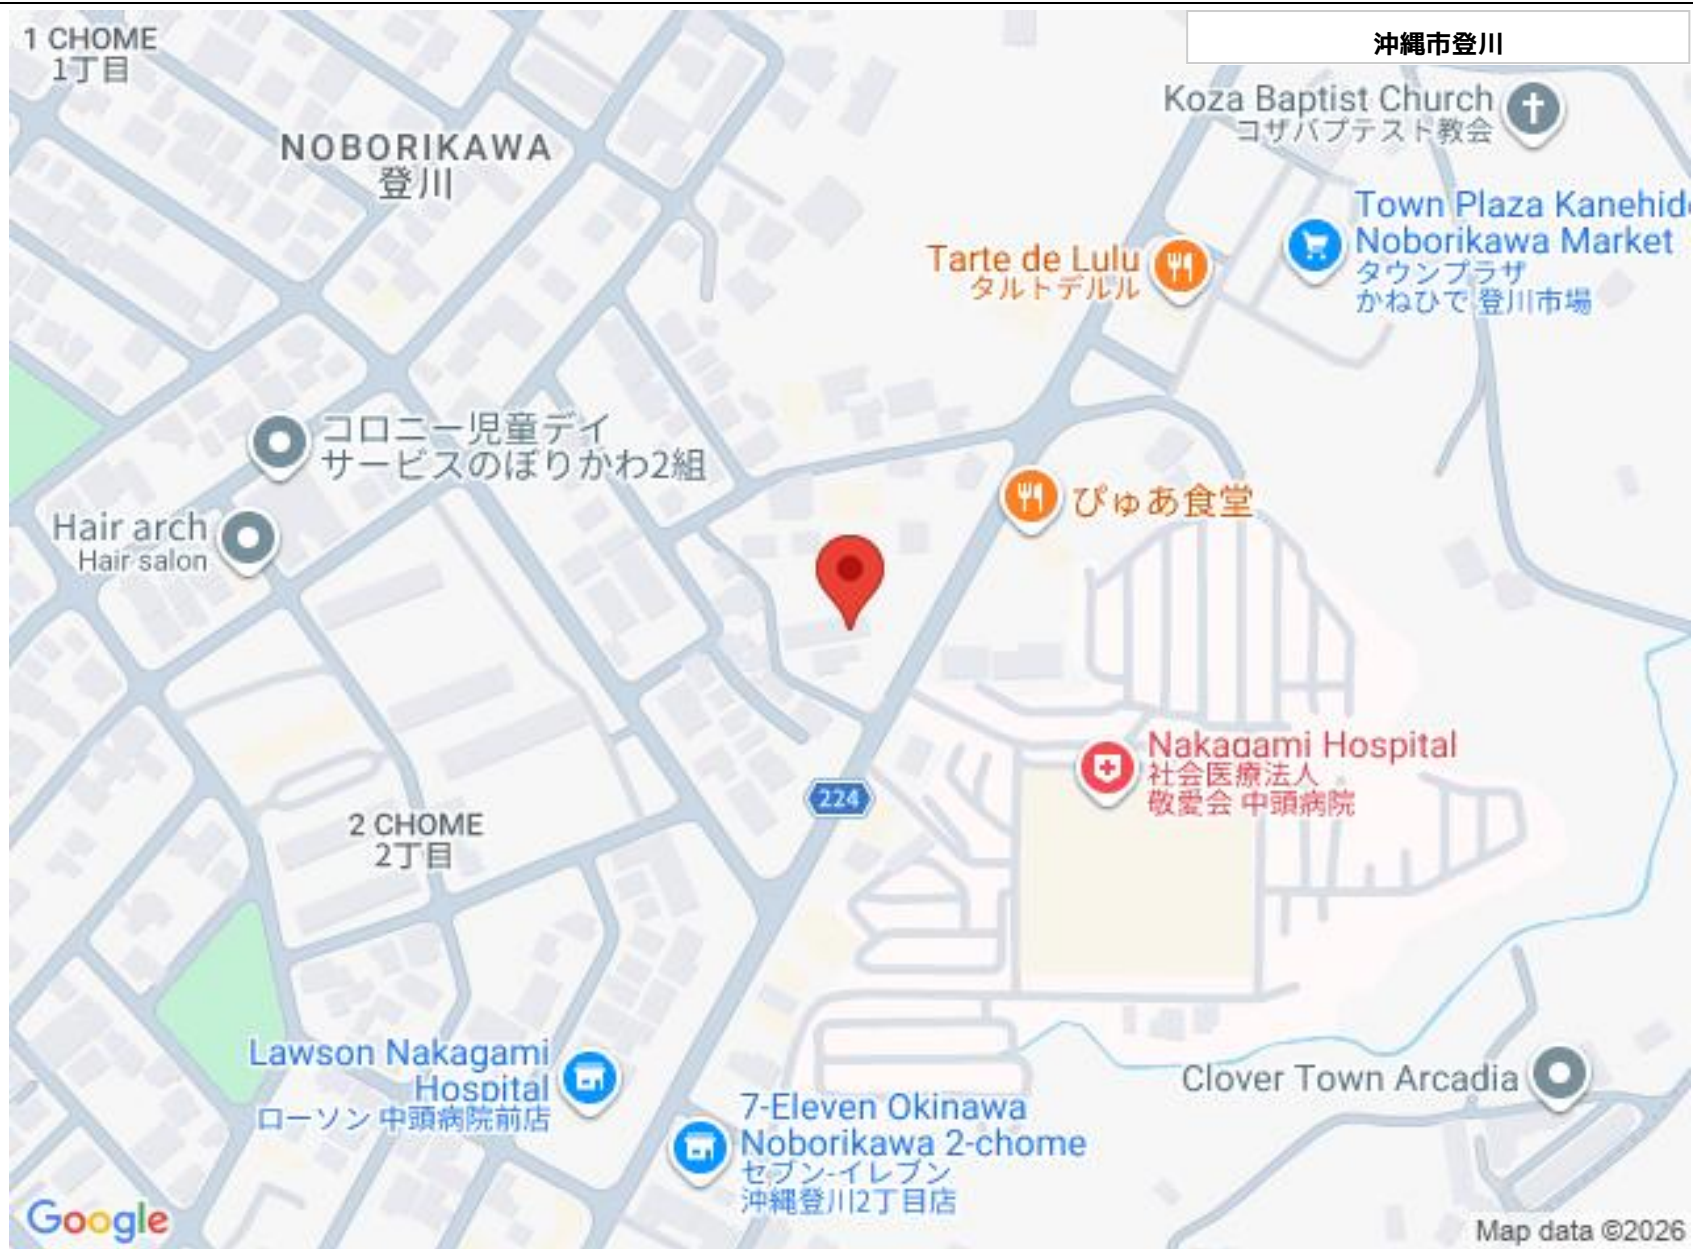 沖縄市登川
1 CHOME
1丁目
NOBORIKAWA
登川
Koza Baptist Church
コザバプテスト教会
Town Plaza Kanehid
Noborikawa Market
タウンプラザ
かねひで 登川市場
Tarte de Lulu
タルトデルル
コロニー児童デイ
サービスのぼりかわ2組
Hair arch
Hair salon
ぴゅあ食堂
Nakagami Hospital
社会医療法人
敬愛会 中頭病院
224
2 CHOME
2丁目
Lawson Nakagami
Hospital
ローソン 中頭病院前店
7-Eleven Okinawa
Noborikawa 2-chome
セブン-イレブン
沖縄登川2丁目店
Clover Town Arcadia
Google
Map data ©2026